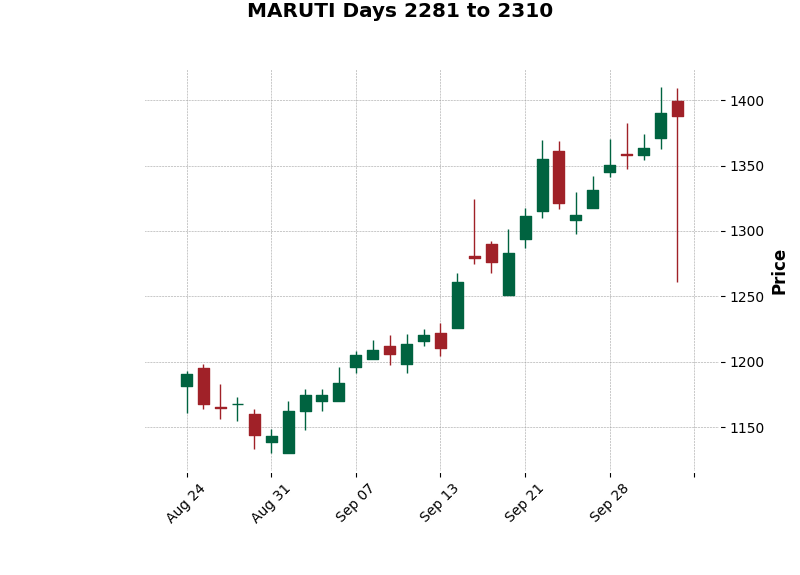 MARUTI Days 2281 to 2310
1400
1350
1300
1250
1200
1150
Price
Aug 24
Aug 31
Sep 07
Sep 13
Sep 21
Sep 28